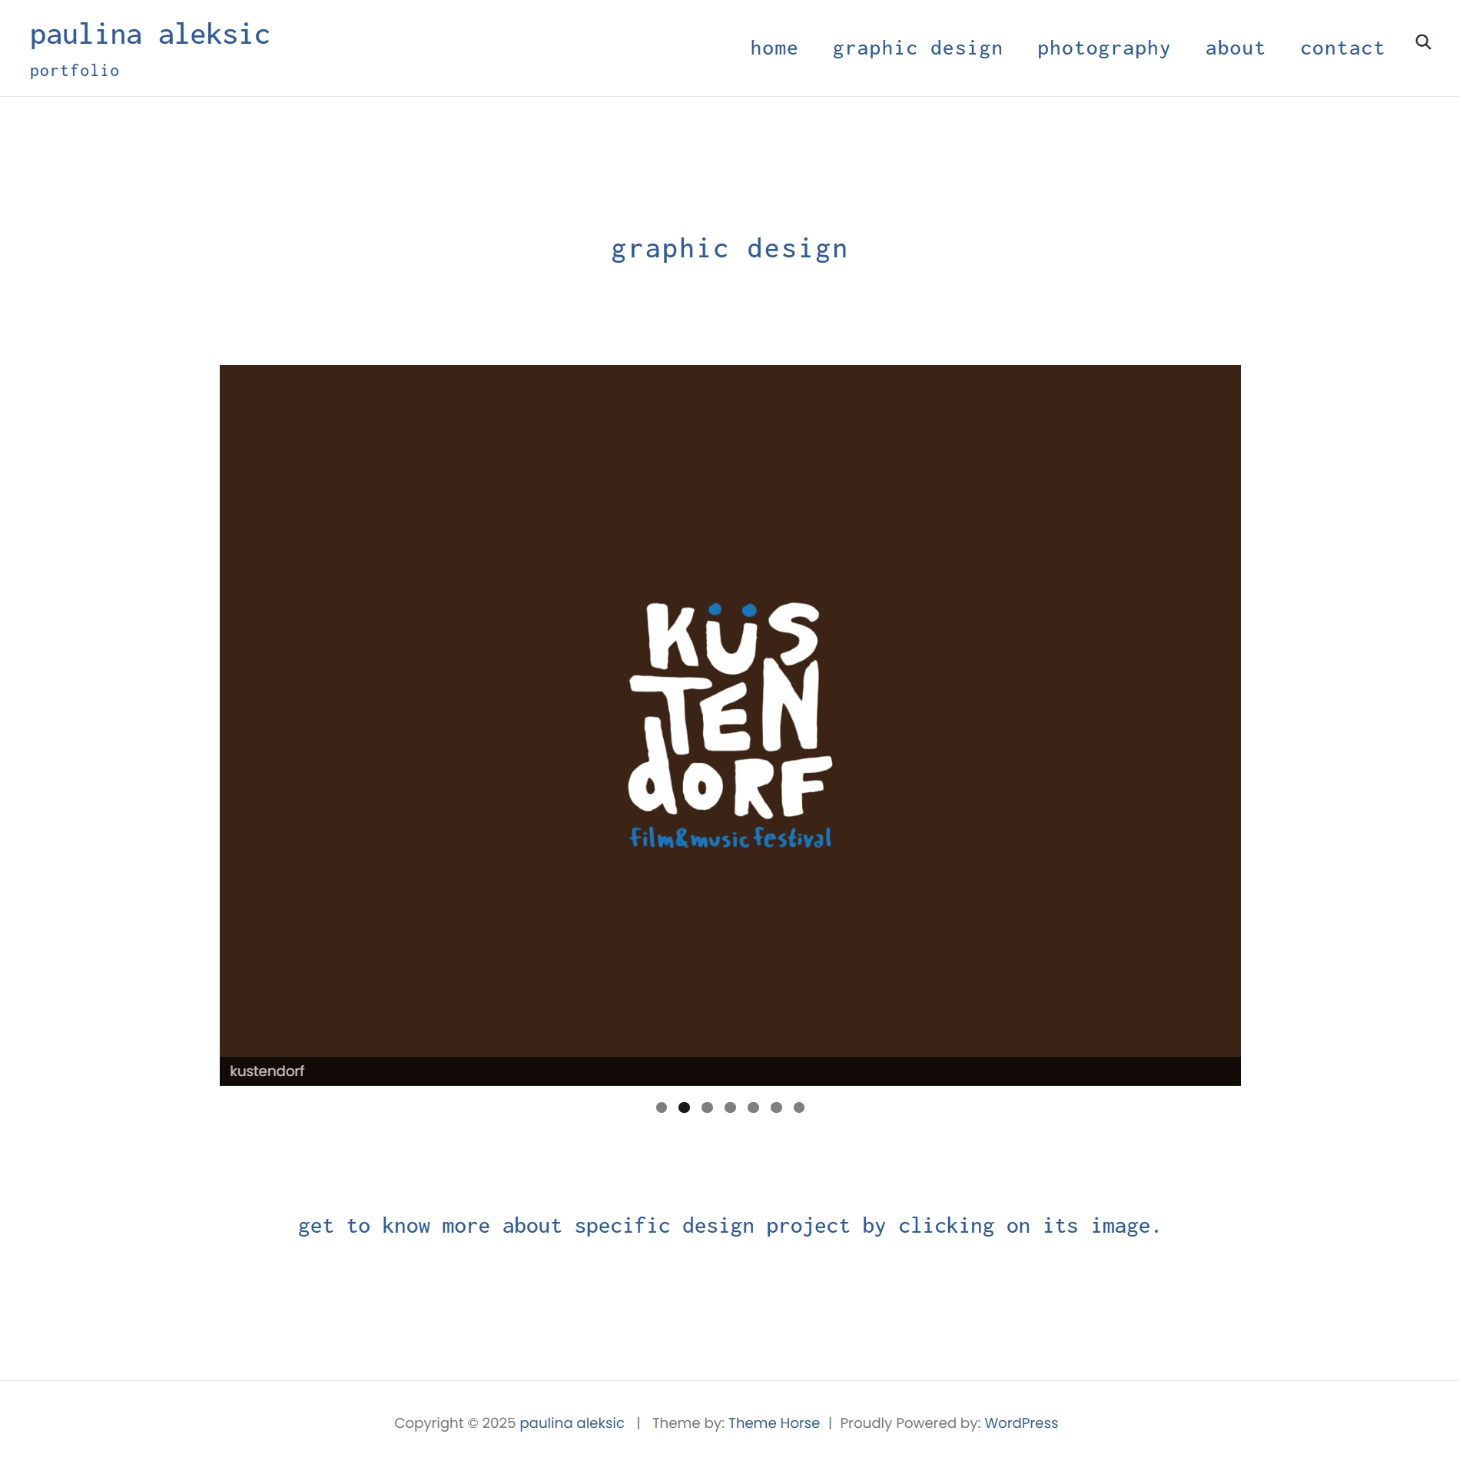 paulina aleksic
portfolio
home graphic design photography about contact
graphic design
KÜS
TEN
dORF
film&music festival
kustendorf
get to know more about specific design project by clicking on its image.
Copyright © 2025 paulina aleksic | Theme by: Theme Horse | Proudly Powered by: WordPress